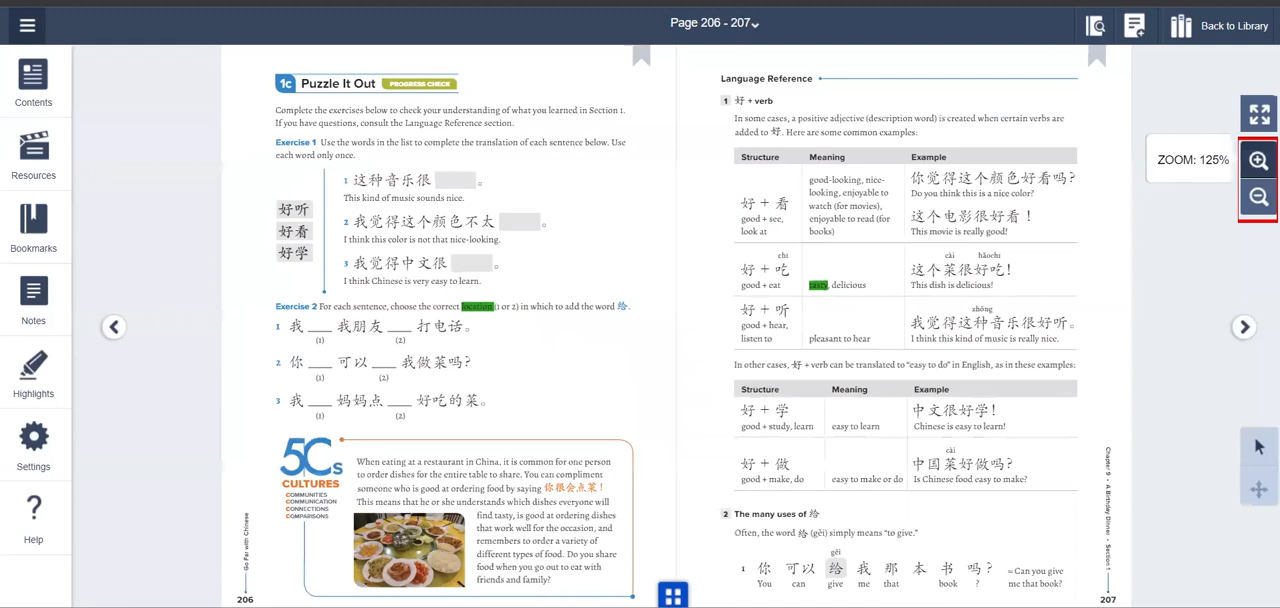 Page 206 - 207
Back to Library
Contents
Resources
Bookmarks
Notes
Highlights
Settings
Help
ZOOM: 125%
1c Puzzle It Out PROGRESS CHECK
Complete the exercises below to check your understanding of what you learned in Section 1.
If you have questions, consult the Language Reference section.
Exercise 1 Use the words in the list to complete the translation of each sentence below. Use
each word only once.
好听
好看
好学
1 这种音乐很 。
This kind of music sounds nice.
2 我觉得这个颜色不太 。
I think this color is not that nice-looking.
3 我觉得中文很 。
I think Chinese is very easy to learn.
Exercise 2 For each sentence, choose the correct location (1 or 2) in which to add the word 给.
1 我 ___ 我朋友 ___ 打电话。
(1) (2)
2 你 ___ 可以 ___ 我做菜吗?
(1) (2)
3 我 ___ 妈妈点 ___ 好吃的菜。
(1) (2)
5Cs
CULTURES
COMMUNITIES
COMMUNICATION
CONNECTIONS
COMPARISONS
When eating at a restaurant in China, it is common for one person
to order dishes for the entire table to share. You can compliment
someone who is good at ordering food by saying 你很会点菜!
This means that he or she understands which dishes everyone will
find tasty, is good at ordering dishes
that work well for the occasion, and
remembers to order a variety of
different types of food. Do you share
food when you go out to eat with
friends and family?
Go Far with Chinese
206
Language Reference
1 好 + verb
In some cases, a positive adjective (description word) is created when certain verbs are
added to 好. Here are some common examples:
Structure Meaning Example
好 + 看
good + see,
look at
good-looking, nice-
looking, enjoyable to
watch (for movies),
enjoyable to read (for
books)
你觉得这个颜色好看吗?
Do you think this is a nice color?
这个电影很好看!
This movie is really good!
chī
好 + 吃
good + eat
tasty, delicious
cài hǎochī
这个菜很好吃!
This dish is delicious!
好 + 听
good + hear,
listen to
pleasant to hear
zhǒng
我觉得这种音乐很好听。
I think this kind of music is really nice.
In other cases, 好 + verb can be translated to "easy to do" in English, as in these examples:
Structure Meaning Example
好 + 学
good + study, learn
easy to learn
中文很好学!
Chinese is easy to learn!
好 + 做
good + make, do
easy to make or do
cài
中国菜好做吗?
Is Chinese food easy to make?
2 The many uses of 给
Often, the word 给 (gěi) simply means "to give."
gěi
1 你 可以 给 我 那 本 书 吗? = Can you give
You can give me that book ? me that book?
Chapter 9 • A Birthday Dinner • Section 1
207